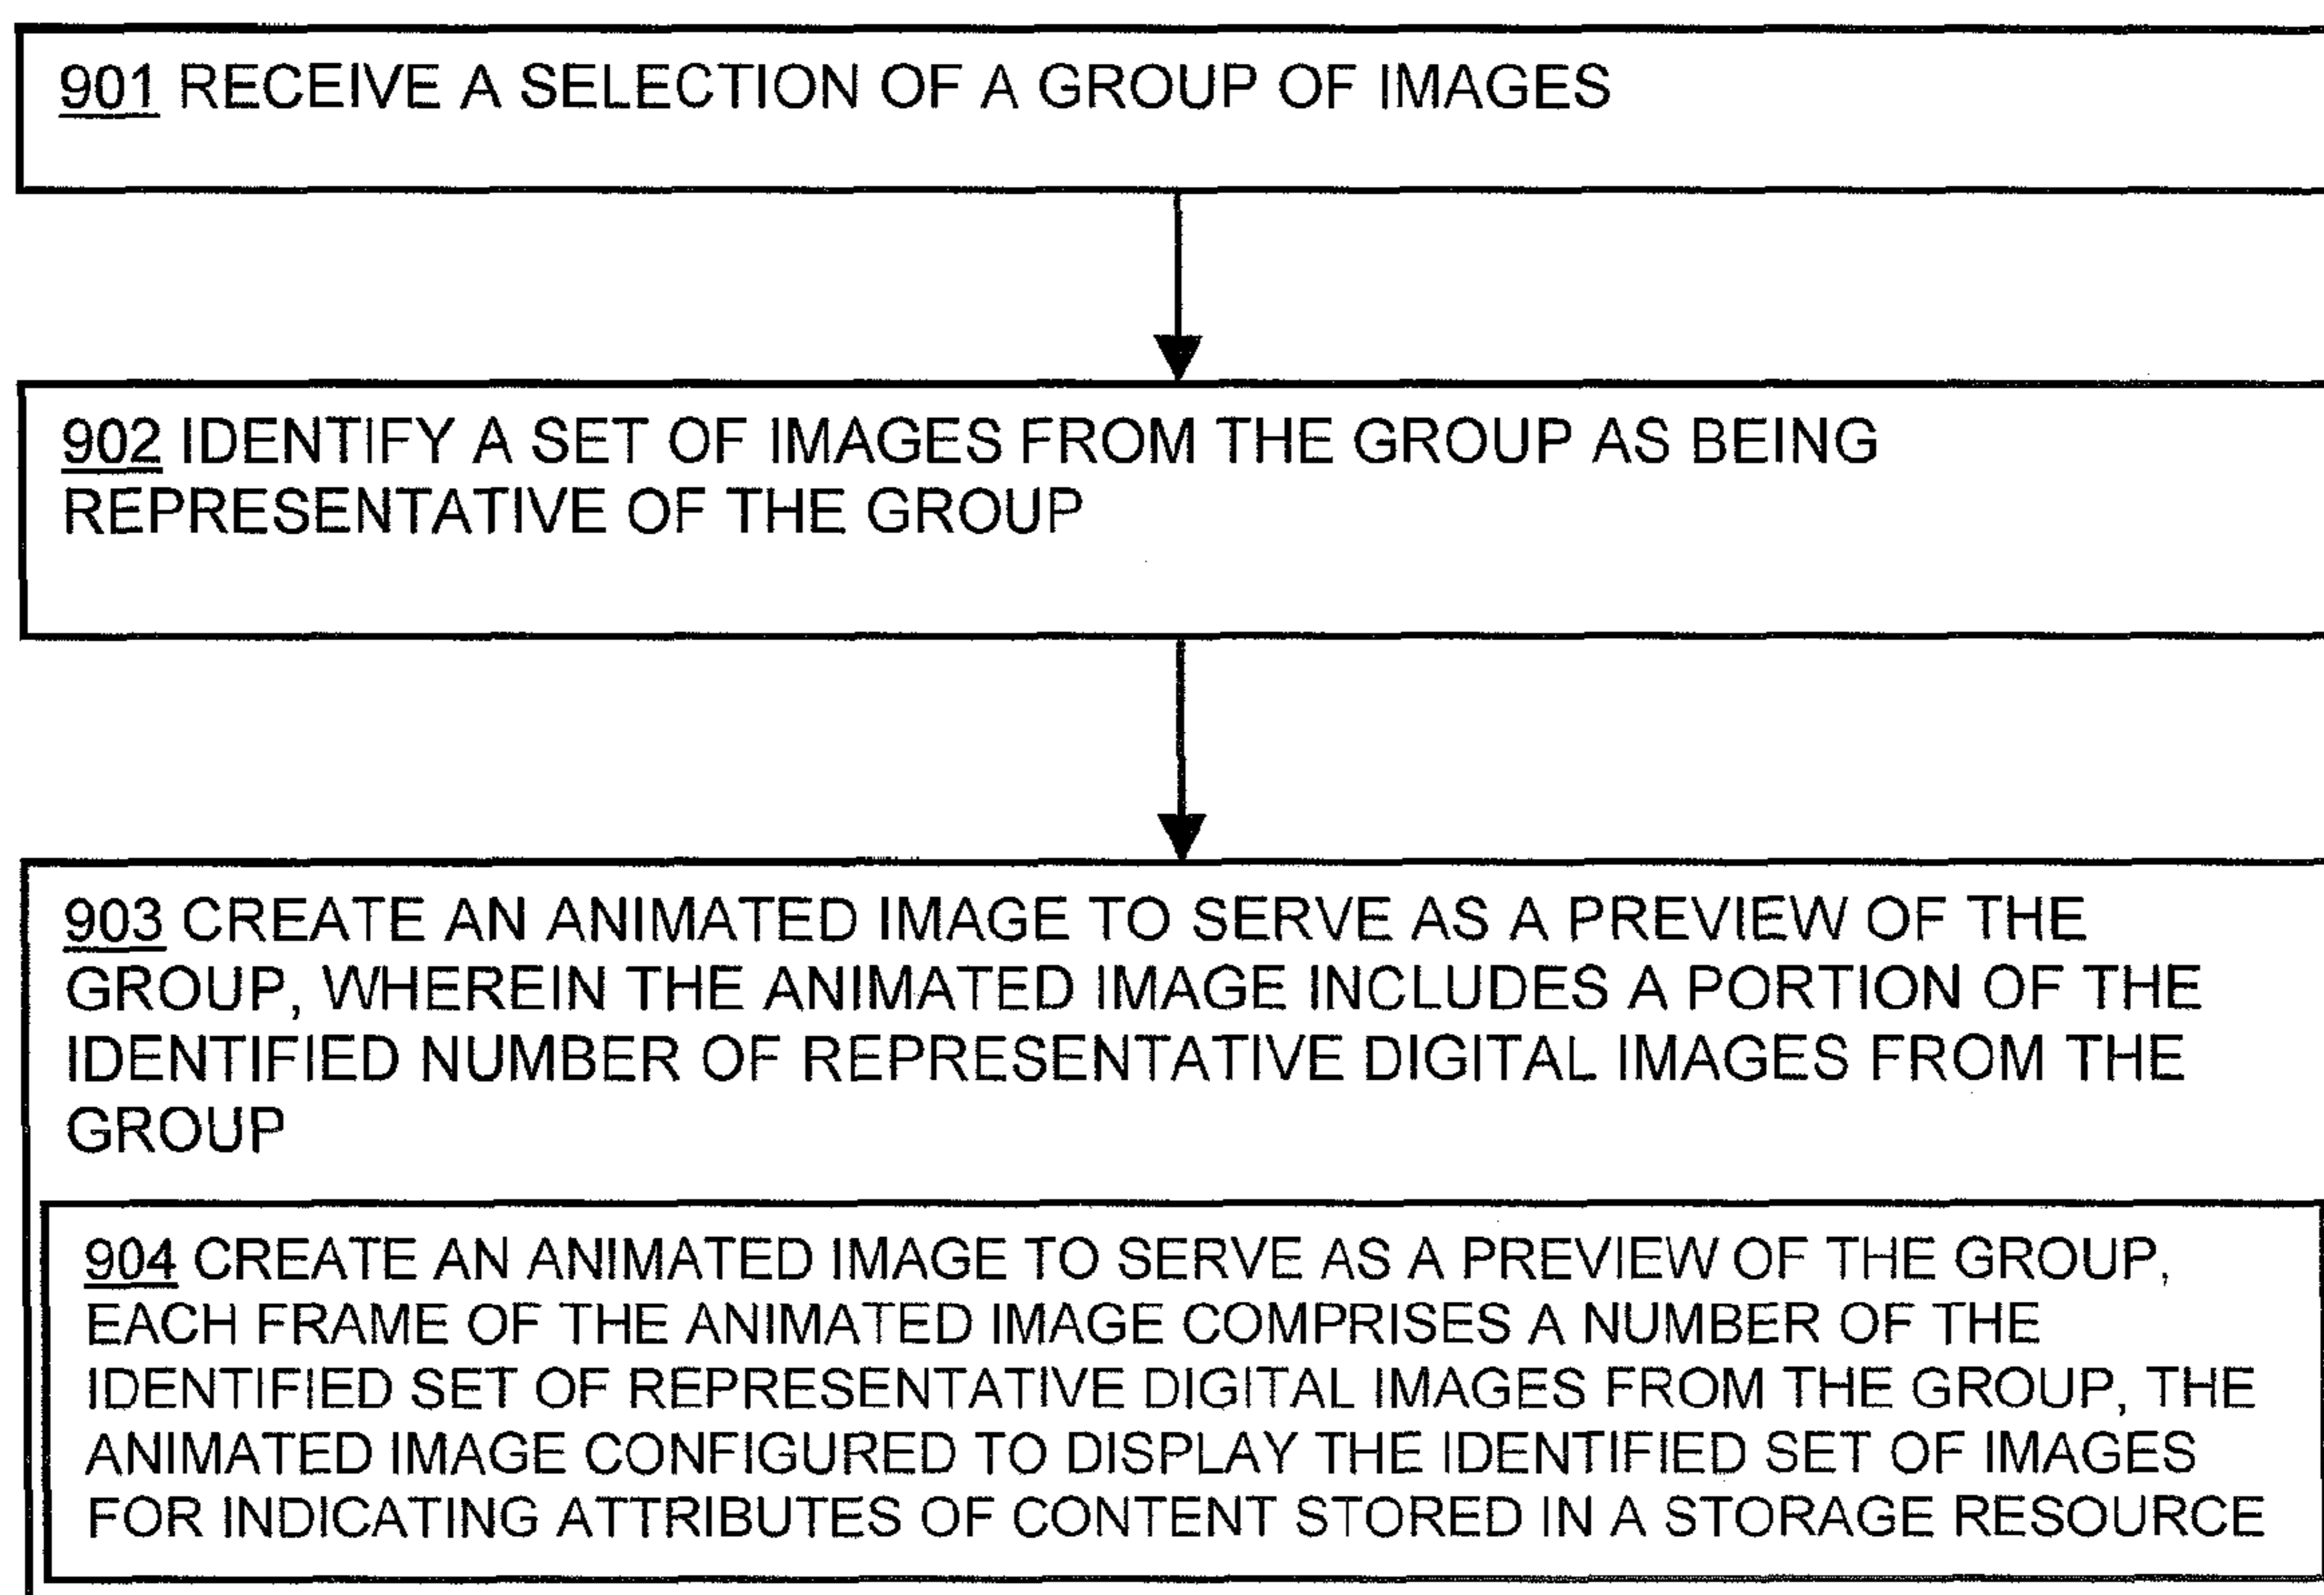 901 RECEIVE A SELECTION OF A GROUP OF IMAGES
902 IDENTIFY A SET OF IMAGES FROM THE GROUP AS BEING
REPRESENTATIVE OF THE GROUP
903 CREATE AN ANIMATED IMAGE TO SERVE AS A PREVIEW OF THE
GROUP, WHEREIN THE ANIMATED IMAGE INCLUDES A PORTION OF THE
IDENTIFIED NUMBER OF REPRESENTATIVE DIGITAL IMAGES FROM THE
GROUP
904 CREATE AN ANIMATED IMAGE TO SERVE AS A PREVIEW OF THE GROUP,
EACH FRAME OF THE ANIMATED IMAGE COMPRISES A NUMBER OF THE
IDENTIFIED SET OF REPRESENTATIVE DIGITAL IMAGES FROM THE GROUP, THE
ANIMATED IMAGE CONFIGURED TO DISPLAY THE IDENTIFIED SET OF IMAGES
FOR INDICATING ATTRIBUTES OF CONTENT STORED IN A STORAGE RESOURCE